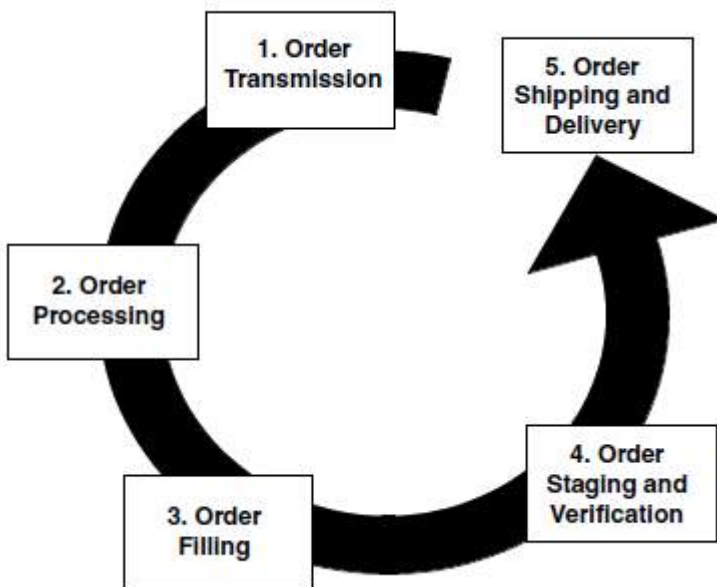 1. Order
Transmission
5. Order
Shipping and
Delivery
2. Order
Processing
4. Order
Staging and
Verification
3. Order
Filling